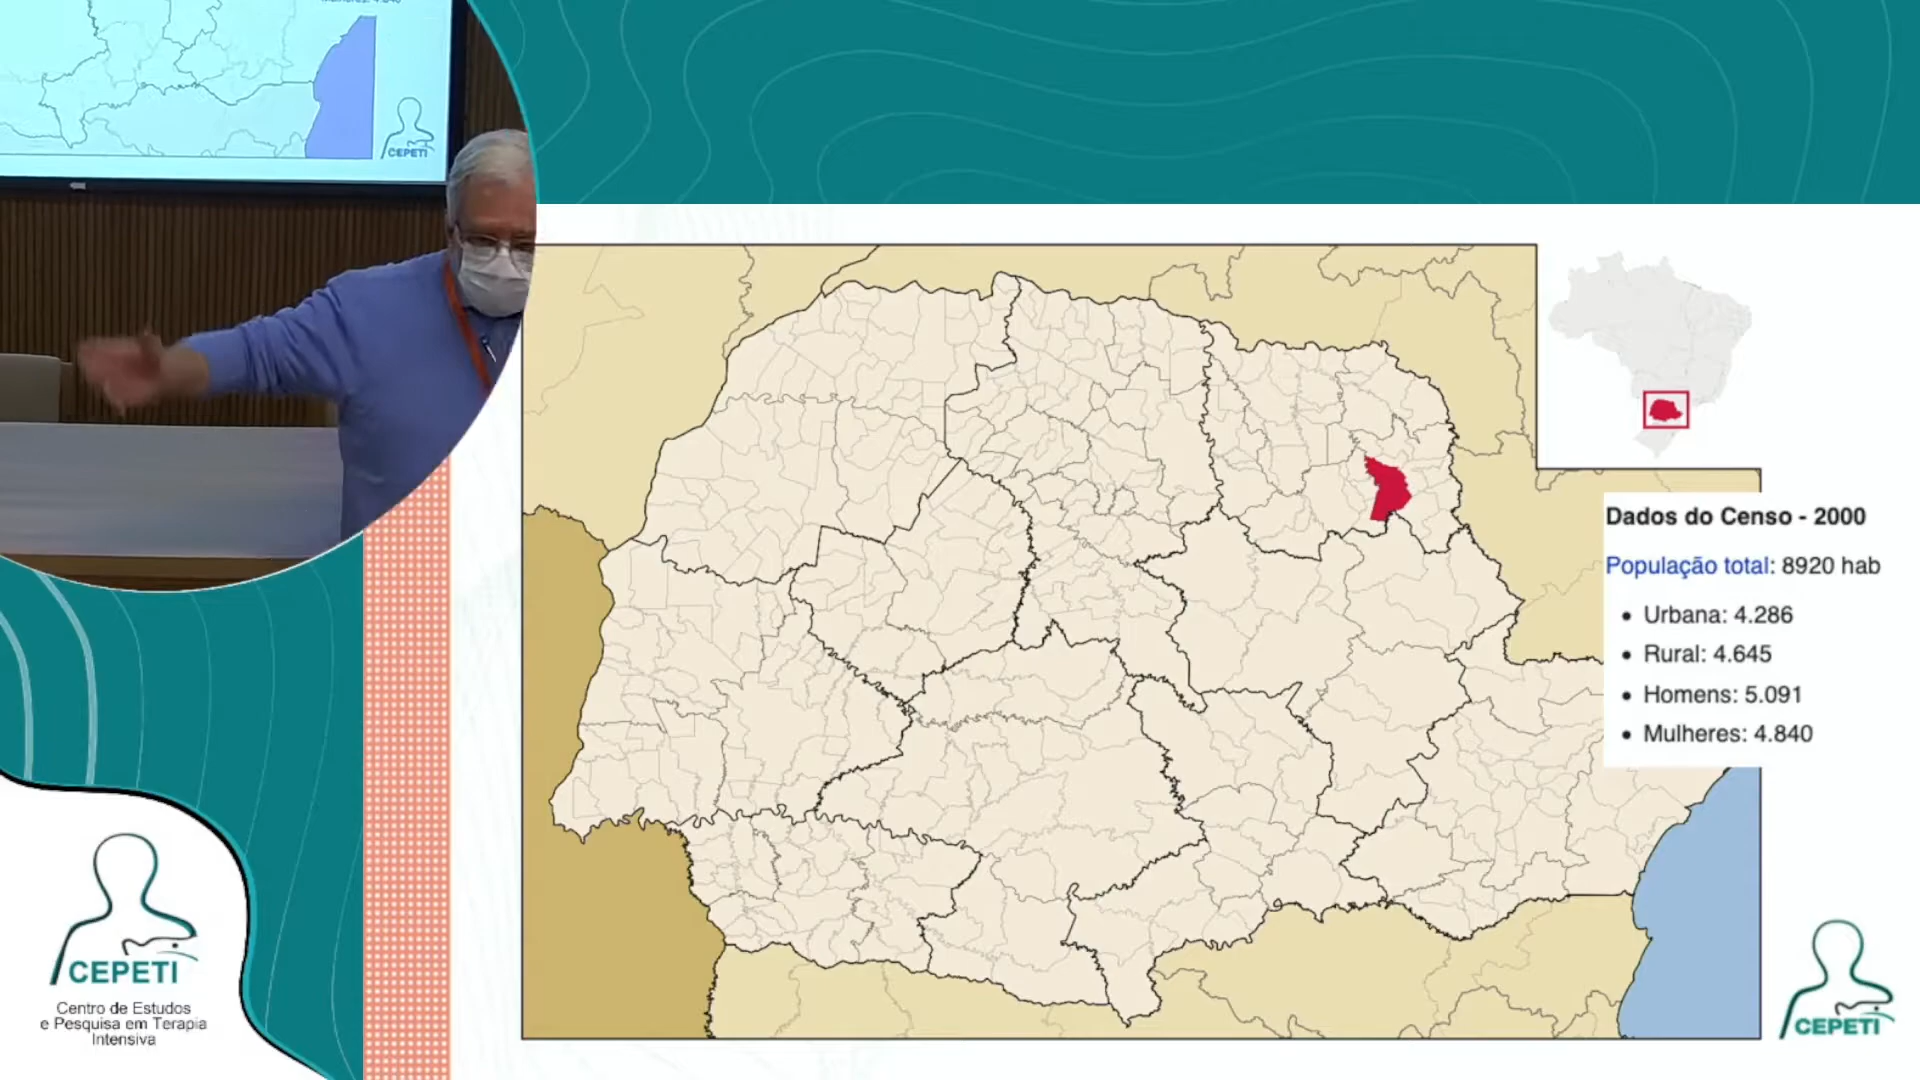 CEPETI
Dados do Censo - 2000
População total: 8920 hab
• Urbana: 4.286
• Rural: 4.645
• Homens: 5.091
• Mulheres: 4.840
CEPETI
Centro de Estudos
e Pesquisa em Terapia
Intensiva
CEPETI